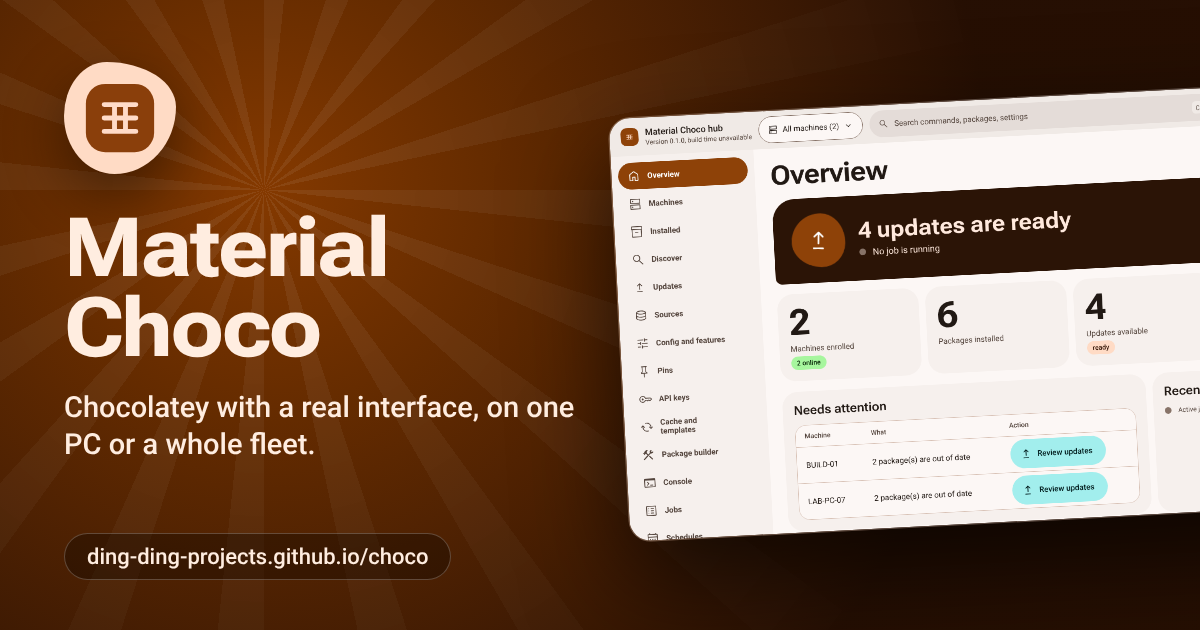 Material
Choco
Chocolatey with a real interface, on one
PC or a whole fleet.
ding-ding-projects.github.io/choco
Material Choco hub
Version 0.1.0, build time unavailable
All machines (2)
Search commands, packages, settings
Overview
Machines
Installed
Discover
Updates
Sources
Config and features
Pins
API keys
Cache and
templates
Package builder
Console
Jobs
Schedules
Overview
4 updates are ready
No job is running
2
Machines enrolled
2 online
6
Packages installed
4
Updates available
ready
Needs attention
Machine What Action
BUILD-01 2 package(s) are out of date Review updates
LAB-PC-07 2 package(s) are out of date Review updates
Recen
Active j